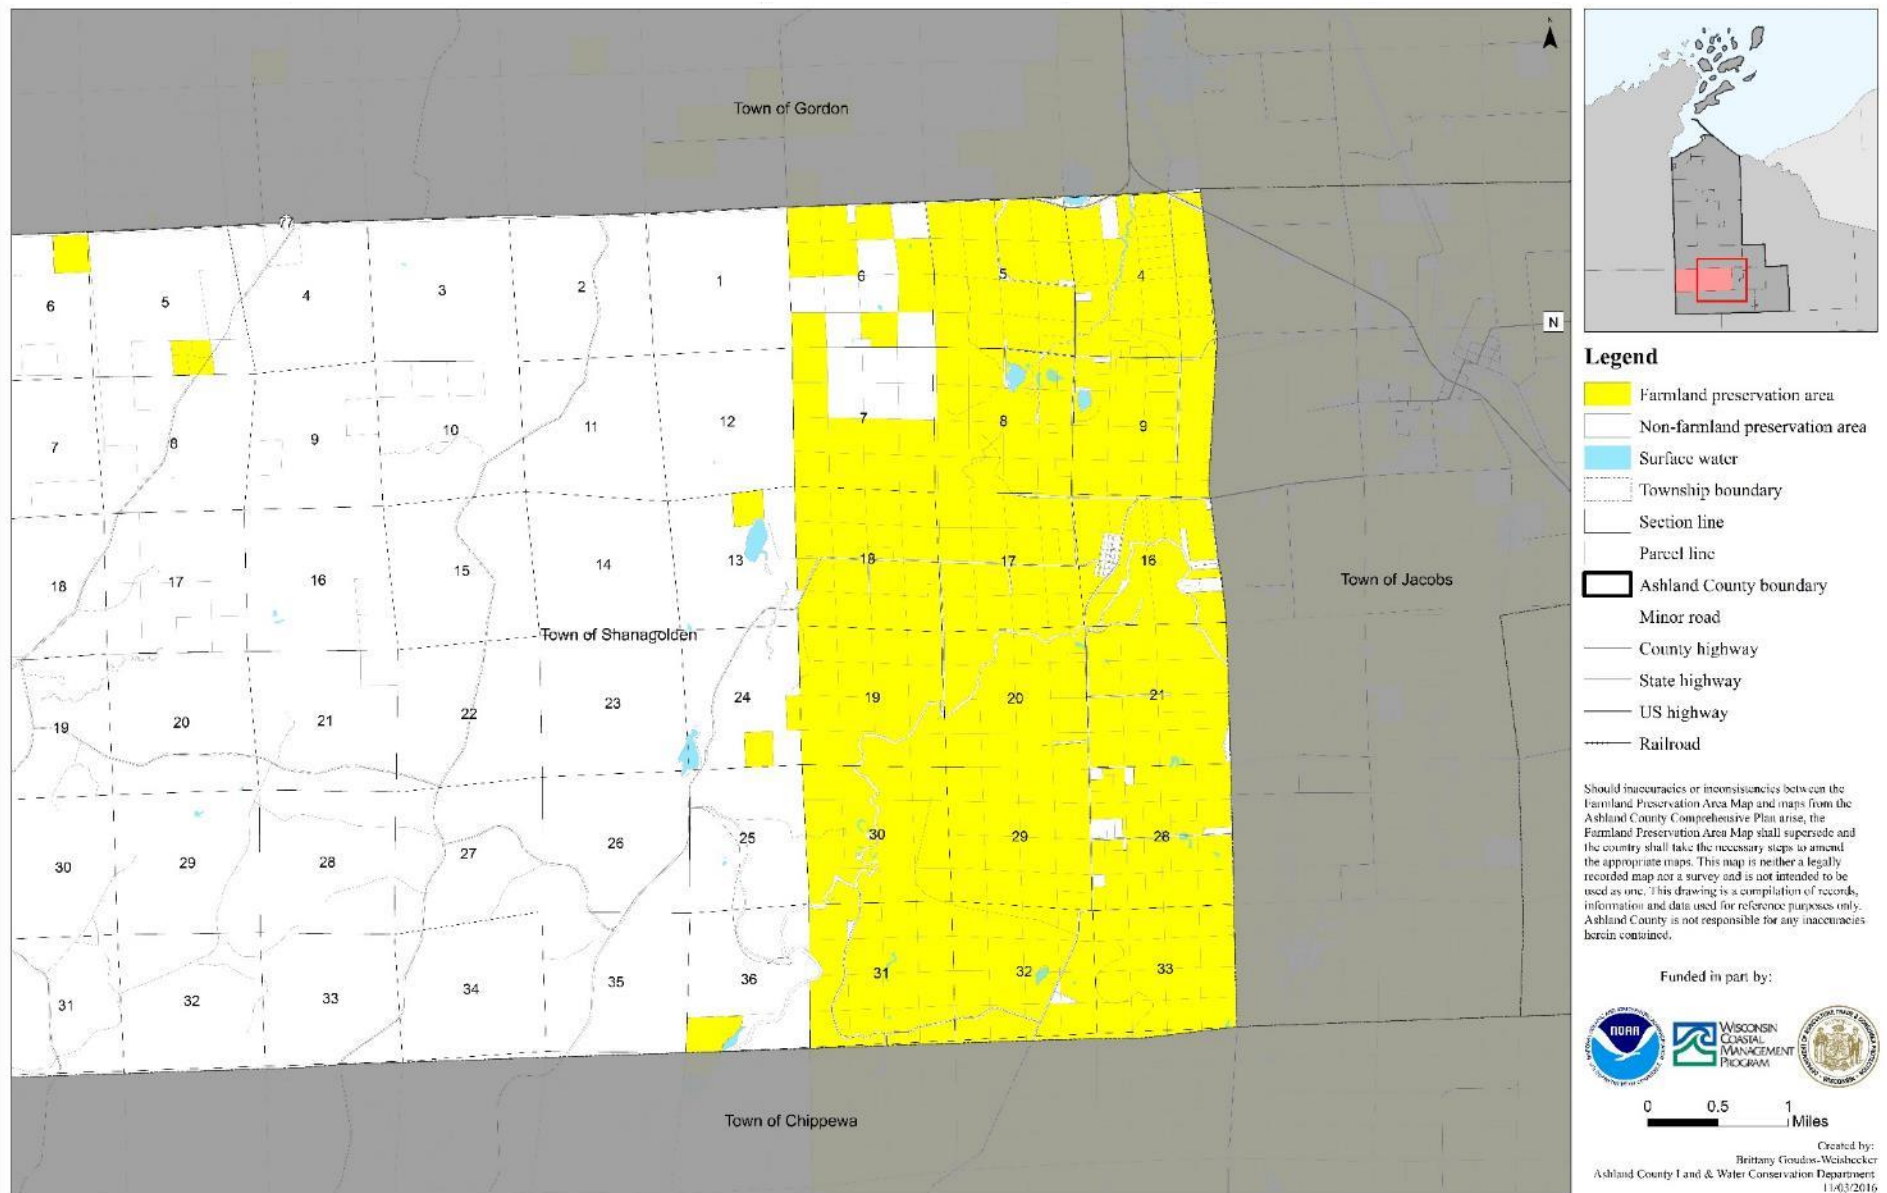 Town of Gordon
77
6 5 4 3 2 1 6 5 4
N
7 8 9 10 11 12 7 8 9
18 17 16 15 14 13 18 17 16
Town of Jacobs
Town of Shanagolden
19 20 21 22 23 24 19 20 21
30 29 28 27 26 25 30 29 28
31 32 33 34 35 36 31 32 33
Town of Chippewa
N
Legend
Farmland preservation area
Non-farmland preservation area
Surface water
Township boundary
Section line
Parcel line
Ashland County boundary
Minor road
County highway
State highway
US highway
Railroad
Should inaccuracies or inconsistencies between the
Farmland Preservation Area Map and maps from the
Ashland County Comprehensive Plan arise, the
Farmland Preservation Area Map shall supersede and
the country shall take the necessary steps to amend
the appropriate maps. This map is neither a legally
recorded map nor a survey and is not intended to be
used as one. This drawing is a compilation of records,
information and data used for reference purposes only.
Ashland County is not responsible for any inaccuracies
herein contained.
Funded in part by:
NOAA
WISCONSIN
COASTAL
MANAGEMENT
PROGRAM
WISCONSIN
0 0.5 1
Miles
Created by:
Brittany Goudos-Weisbecker
Ashland County Land & Water Conservation Department
11/03/2016